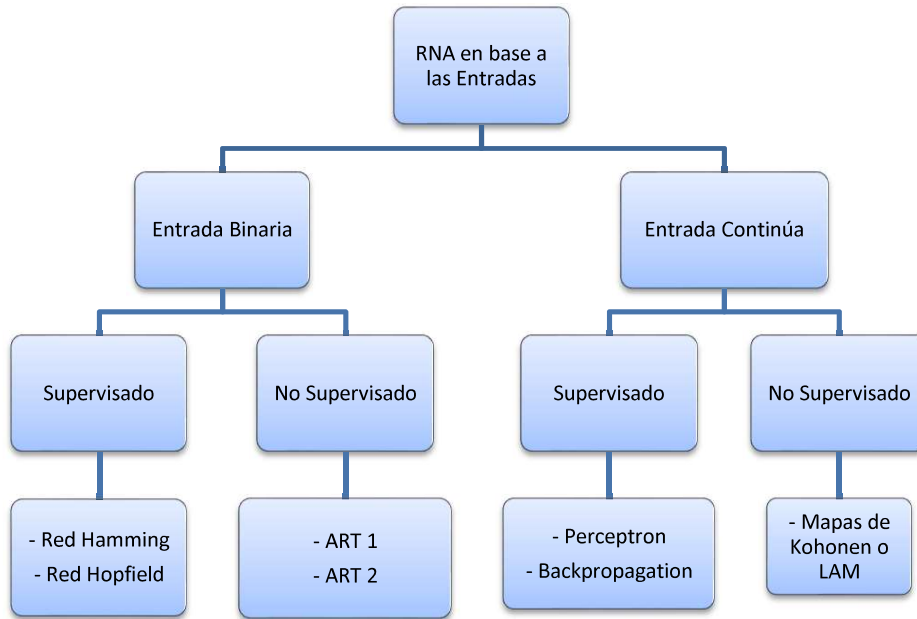 RNA en base a
las Entradas
Entrada Binaria
Entrada Continúa
Supervisado
No Supervisado
Supervisado
No Supervisado
- Red Hamming
- Red Hopfield
- ART 1
- ART 2
- Perceptron
- Backpropagation
- Mapas de
Kohonen o
LAM